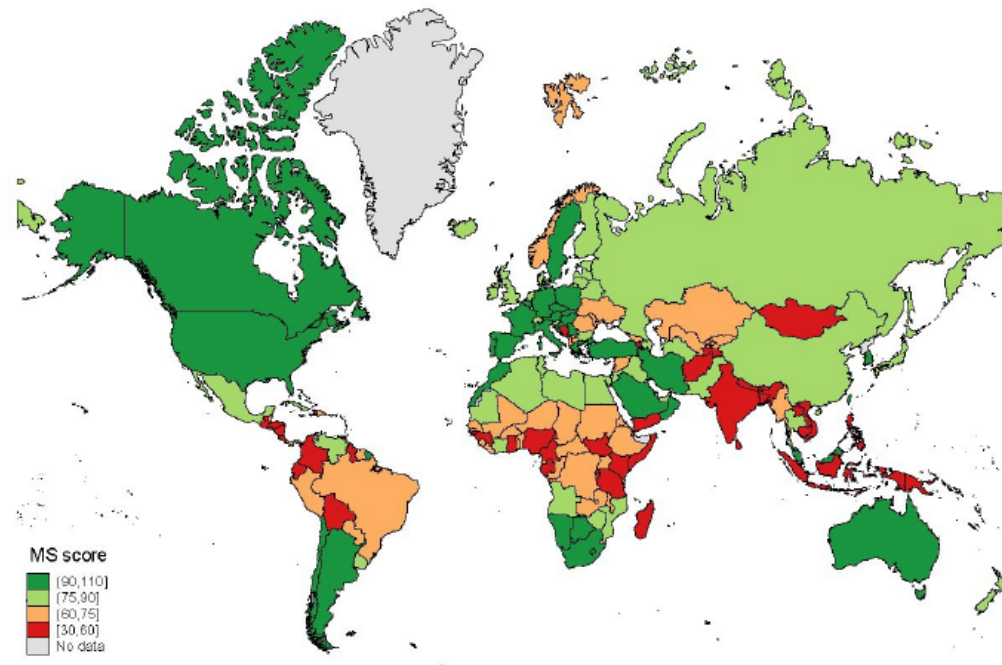 MS score
(90,110]
(75,90]
(60,75]
[30,60]
No data